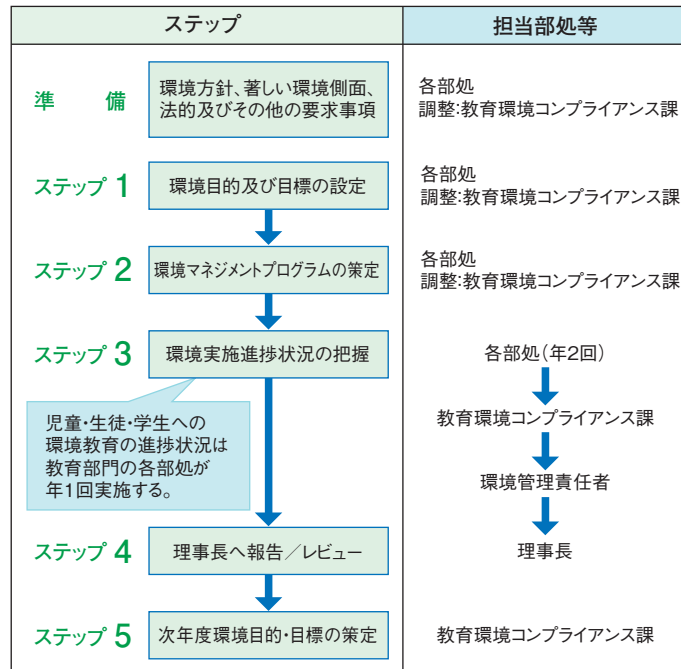 ステップ
担当部処等
準　備
環境方針、著しい環境側面、
法的及びその他の要求事項
各部処
調整:教育環境コンプライアンス課
ステップ 1
環境目的及び目標の設定
各部処
調整:教育環境コンプライアンス課
ステップ 2
環境マネジメントプログラムの策定
各部処
調整:教育環境コンプライアンス課
ステップ 3
環境実施進捗状況の把握
各部処(年2回)
児童・生徒・学生への
環境教育の進捗状況は
教育部門の各部処が
年1回実施する。
教育環境コンプライアンス課
環境管理責任者
ステップ 4
理事長へ報告／レビュー
理事長
ステップ 5
次年度環境目的・目標の策定
教育環境コンプライアンス課